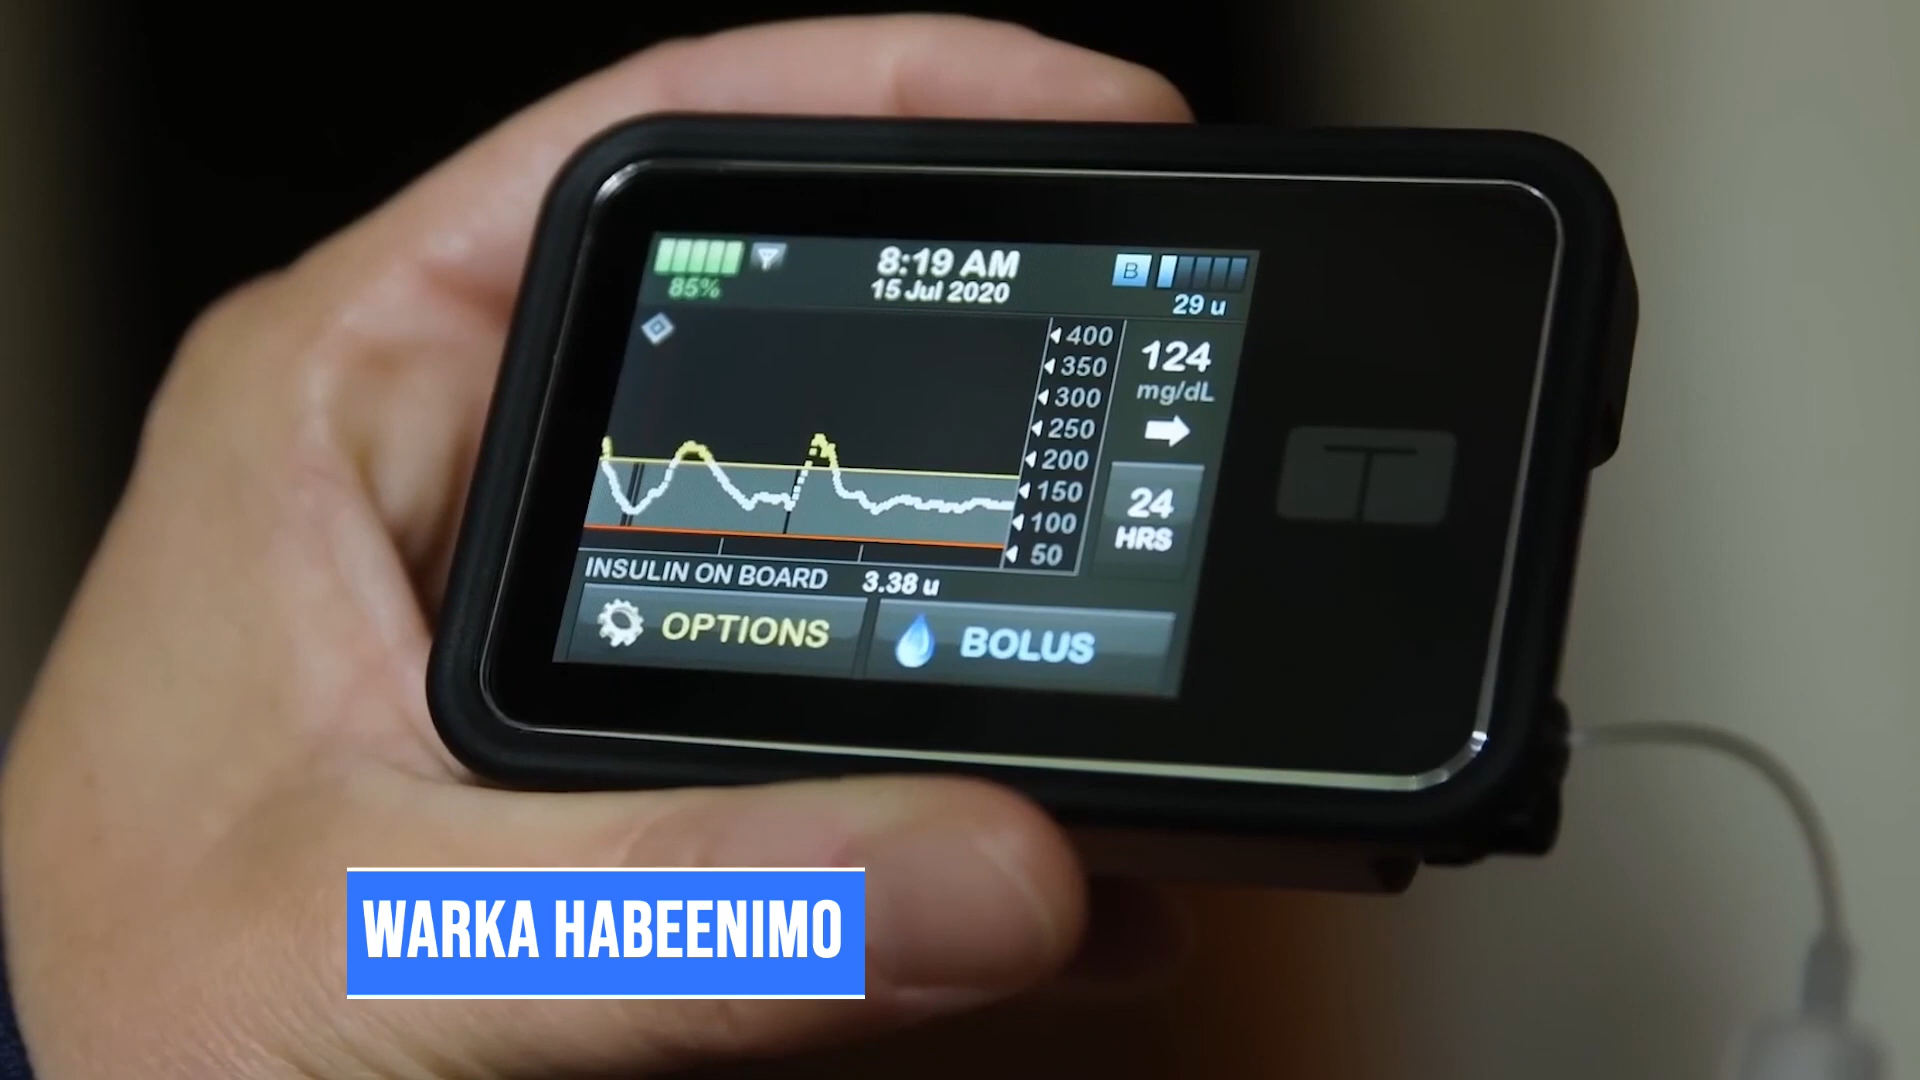 8:19 AM
85%
15 Jul 2020
B
29 u
400
350
300
250
200
150
100
50
124
mg/dL
24
HRS
INSULIN ON BOARD 3.38 u
OPTIONS
BOLUS
WARKA HABEENIMO